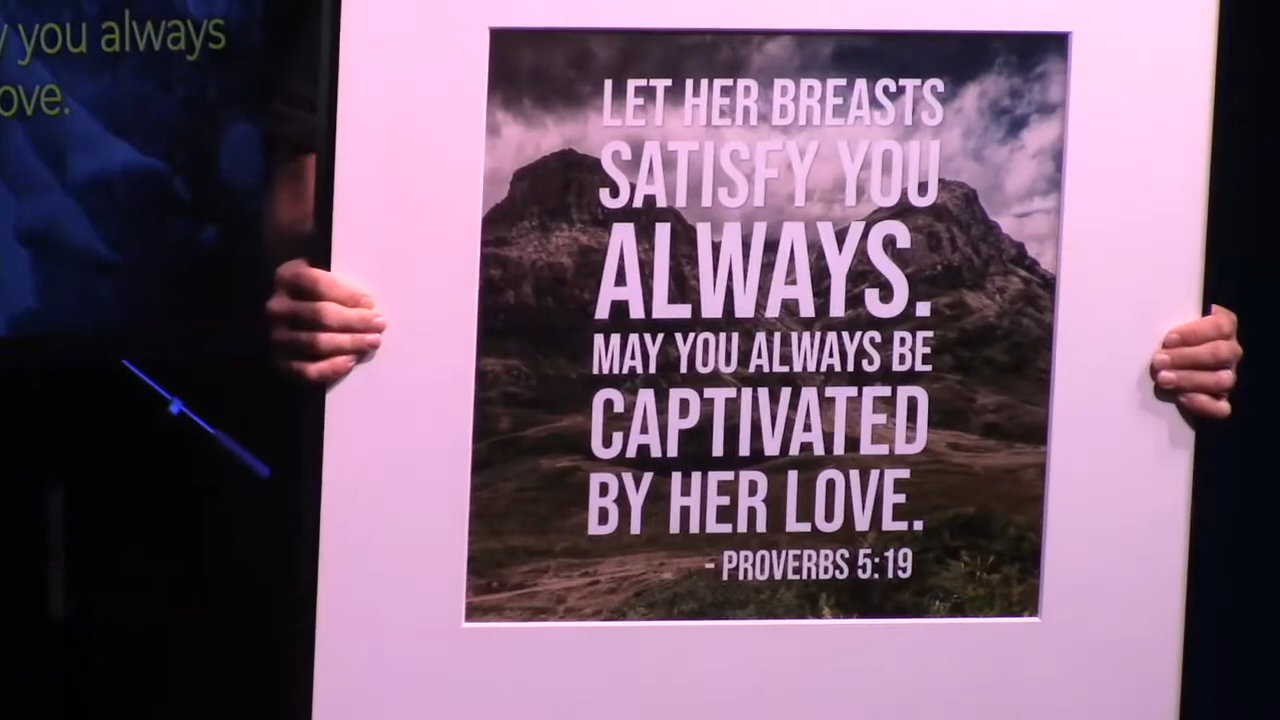 you always
ove.
LET HER BREASTS
SATISFY YOU
ALWAYS.
MAY YOU ALWAYS BE
CAPTIVATED
BY HER LOVE.
- PROVERBS 5:19